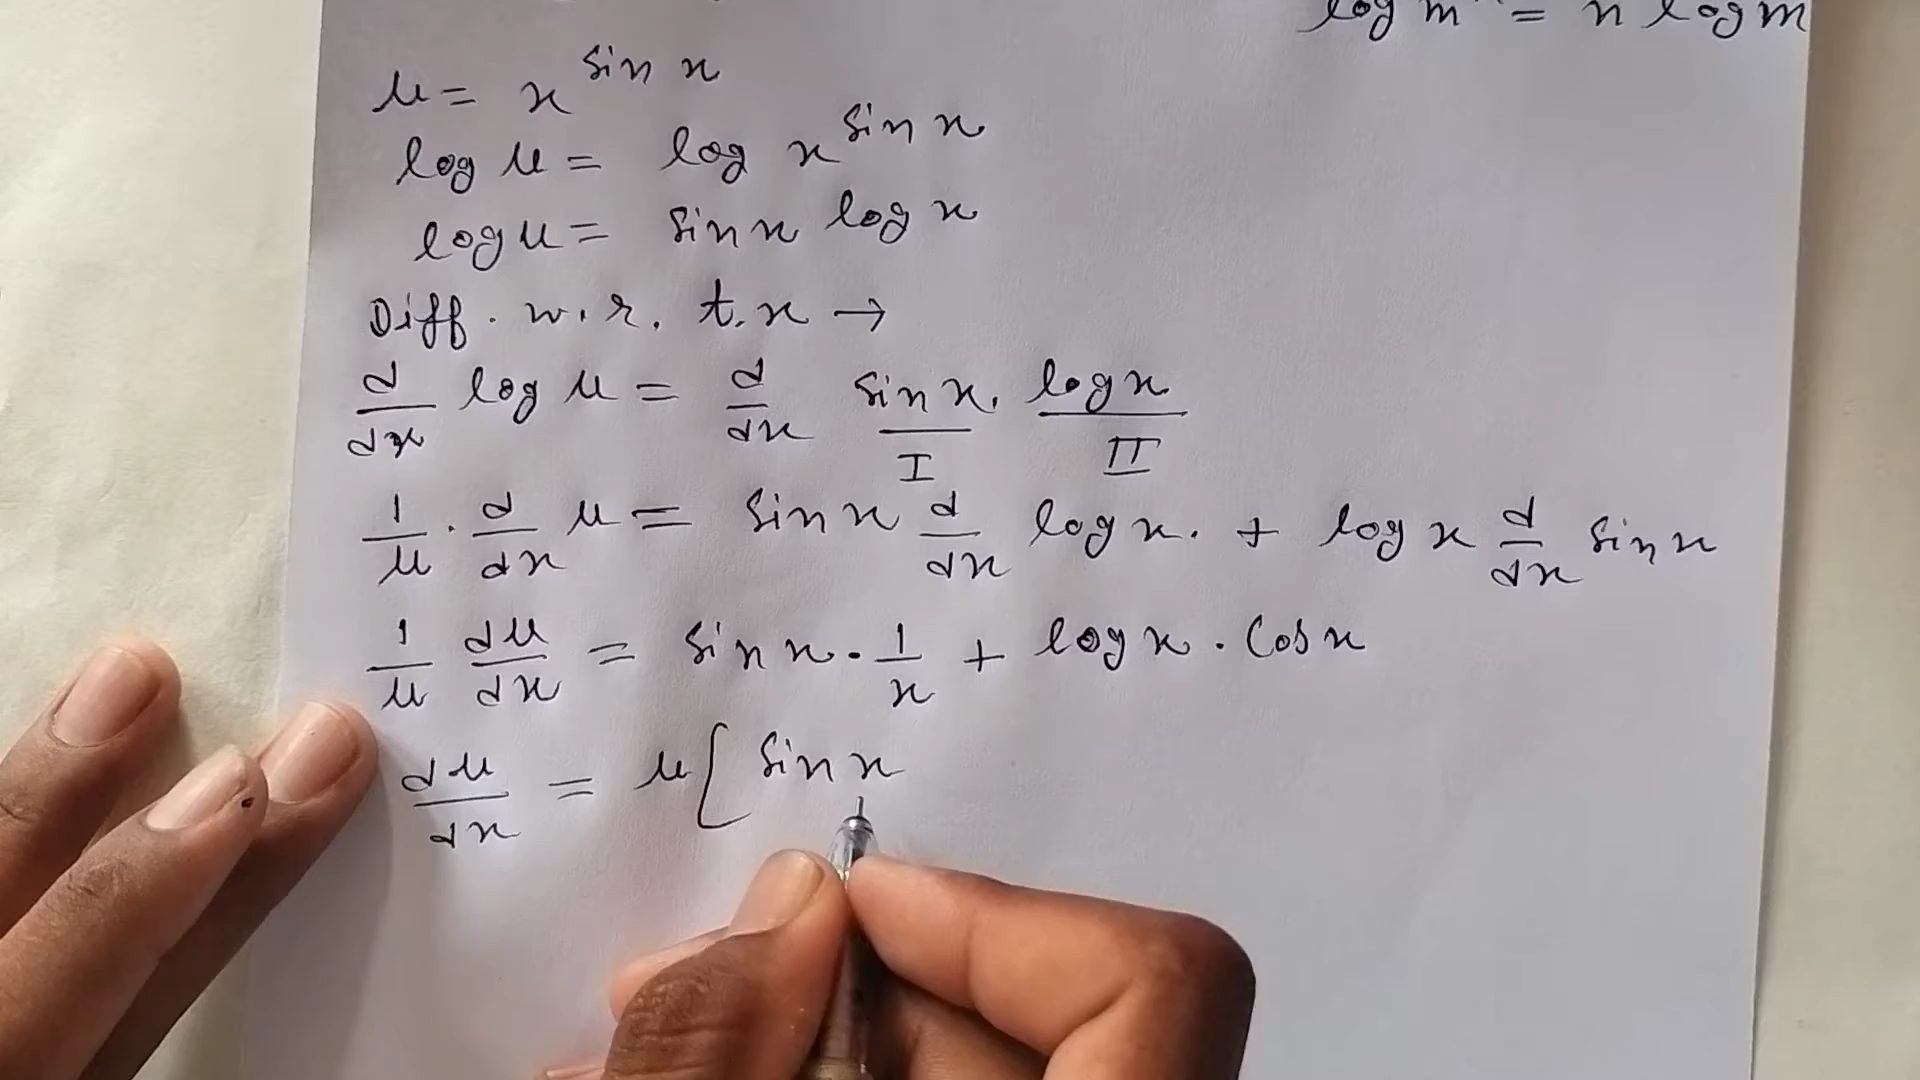 log mⁿ = n log m
u = x^sin x
log u = log x^sin x
log u = sin x log x
Diff. w.r.t. x →
d/dx log u = d/dx sin x . log x
I II
1/u . d/dx u = sin x d/dx log x . + log x d/dx sin x
1/u du/dx = sin x . 1/x + log x . Cos x
du/dx = u [ sin x